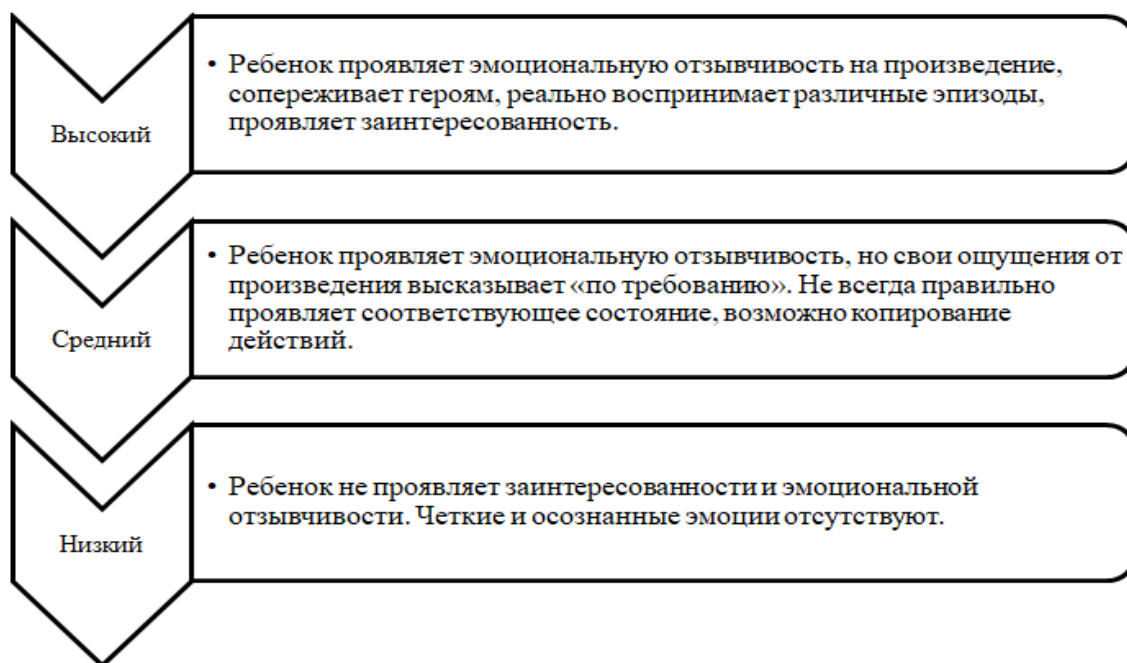 Высокий
• Ребенок проявляет эмоциональную отзывчивость на произведение,
сопереживает героям, реально воспринимает различные эпизоды,
проявляет заинтересованность.
Средний
• Ребенок проявляет эмоциональную отзывчивость, но свои ощущения от
произведения высказывает «по требованию». Не всегда правильно
проявляет соответствующее состояние, возможно копирование
действий.
Низкий
• Ребенок не проявляет заинтересованности и эмоциональной
отзывчивости. Четкие и осознанные эмоции отсутствуют.